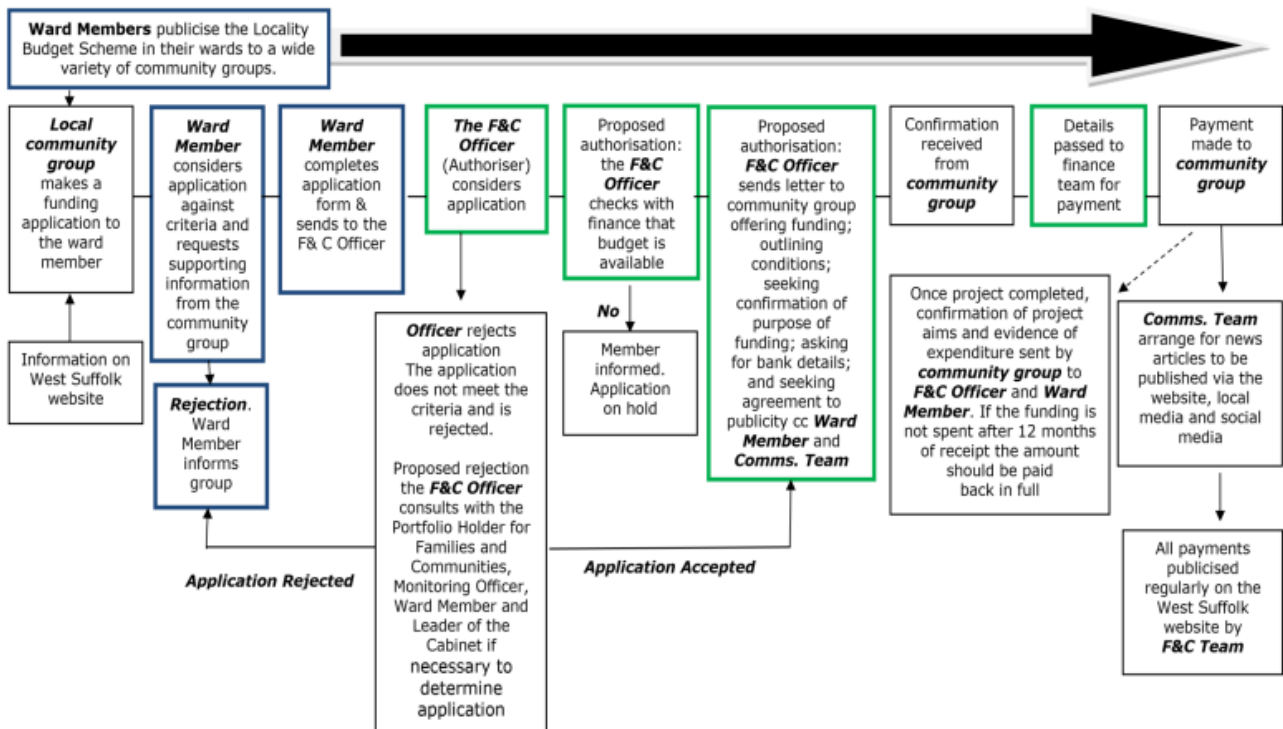 Ward Members publicise the Locality
Budget Scheme in their wards to a wide
variety of community groups.
Local
community
group
makes a
funding
application to
the ward
member
Information on
West Suffolk
website
Ward
Member
considers
application
against
criteria and
requests
supporting
information
from the
community
group
Rejection.
Ward
Member
informs
group
Ward
Member
completes
application
form &
sends to the
F& C Officer
The F&C
Officer
(Authoriser)
considers
application
Officer rejects
application
The application
does not meet the
criteria and is
rejected.
Proposed rejection
the F&C Officer
consults with the
Portfolio Holder for
Families and
Communities,
Monitoring Officer,
Ward Member and
Leader of the
Cabinet if
necessary to
determine
application
Application Rejected
Application Accepted
Proposed
authorisation:
the F&C
Officer
checks with
finance that
budget is
available
No
Member
informed.
Application
on hold
Proposed
authorisation:
F&C Officer
sends letter to
community group
offering funding;
outlining
conditions;
seeking
confirmation of
purpose of
funding; asking
for bank details;
and seeking
agreement to
publicity cc Ward
Member and
Comms. Team
Confirmation
received
from
community
group
Details
passed to
finance
team for
payment
Payment
made to
community
group
Once project completed,
confirmation of project
aims and evidence of
expenditure sent by
community group to
F&C Officer and Ward
Member. If the funding is
not spent after 12 months
of receipt the amount
should be paid
back in full
Comms. Team
arrange for news
articles to be
published via the
website, local
media and social
media
All payments
publicised
regularly on the
West Suffolk
website by
F&C Team